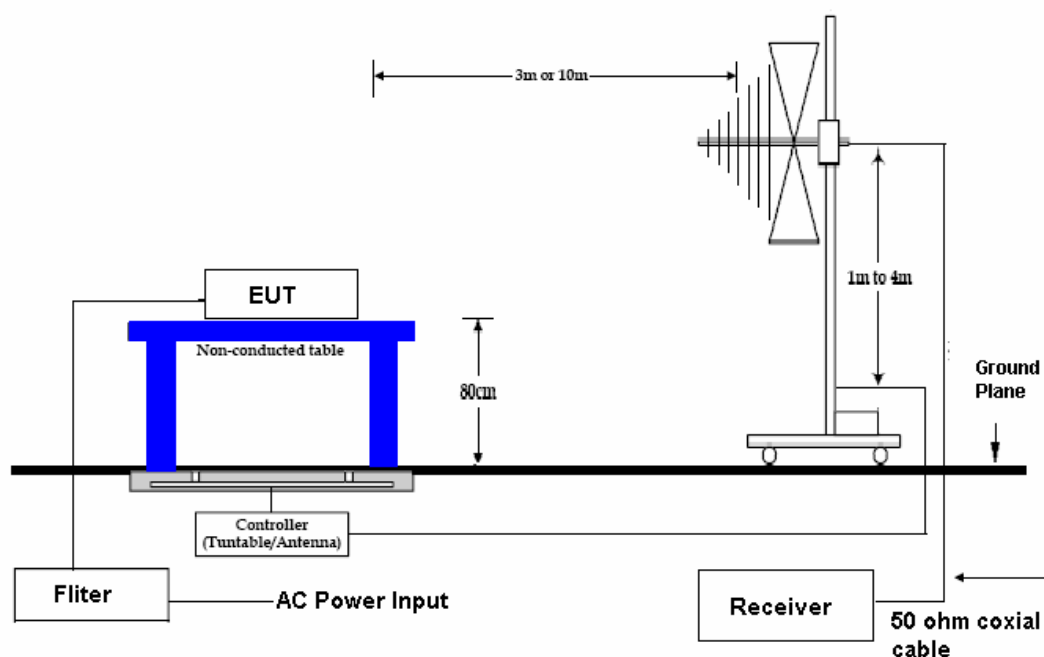 3m or 10m
EUT
Non-conducted table
80cm
1m to 4m
Ground
Plane
Controller
(Tuntable/Antenna)
Fliter
AC Power Input
Receiver
50 ohm coxial
cable